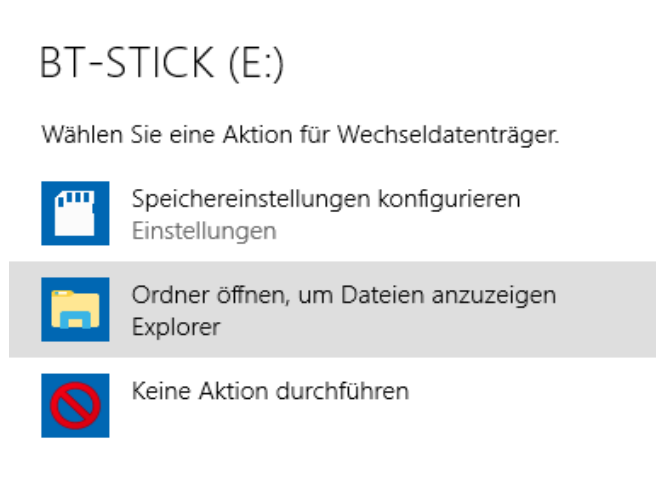 BT-STICK (E:)
Wählen Sie eine Aktion für Wechseldatenträger.
Speichereinstellungen konfigurieren
Einstellungen
Ordner öffnen, um Dateien anzuzeigen
Explorer
Keine Aktion durchführen